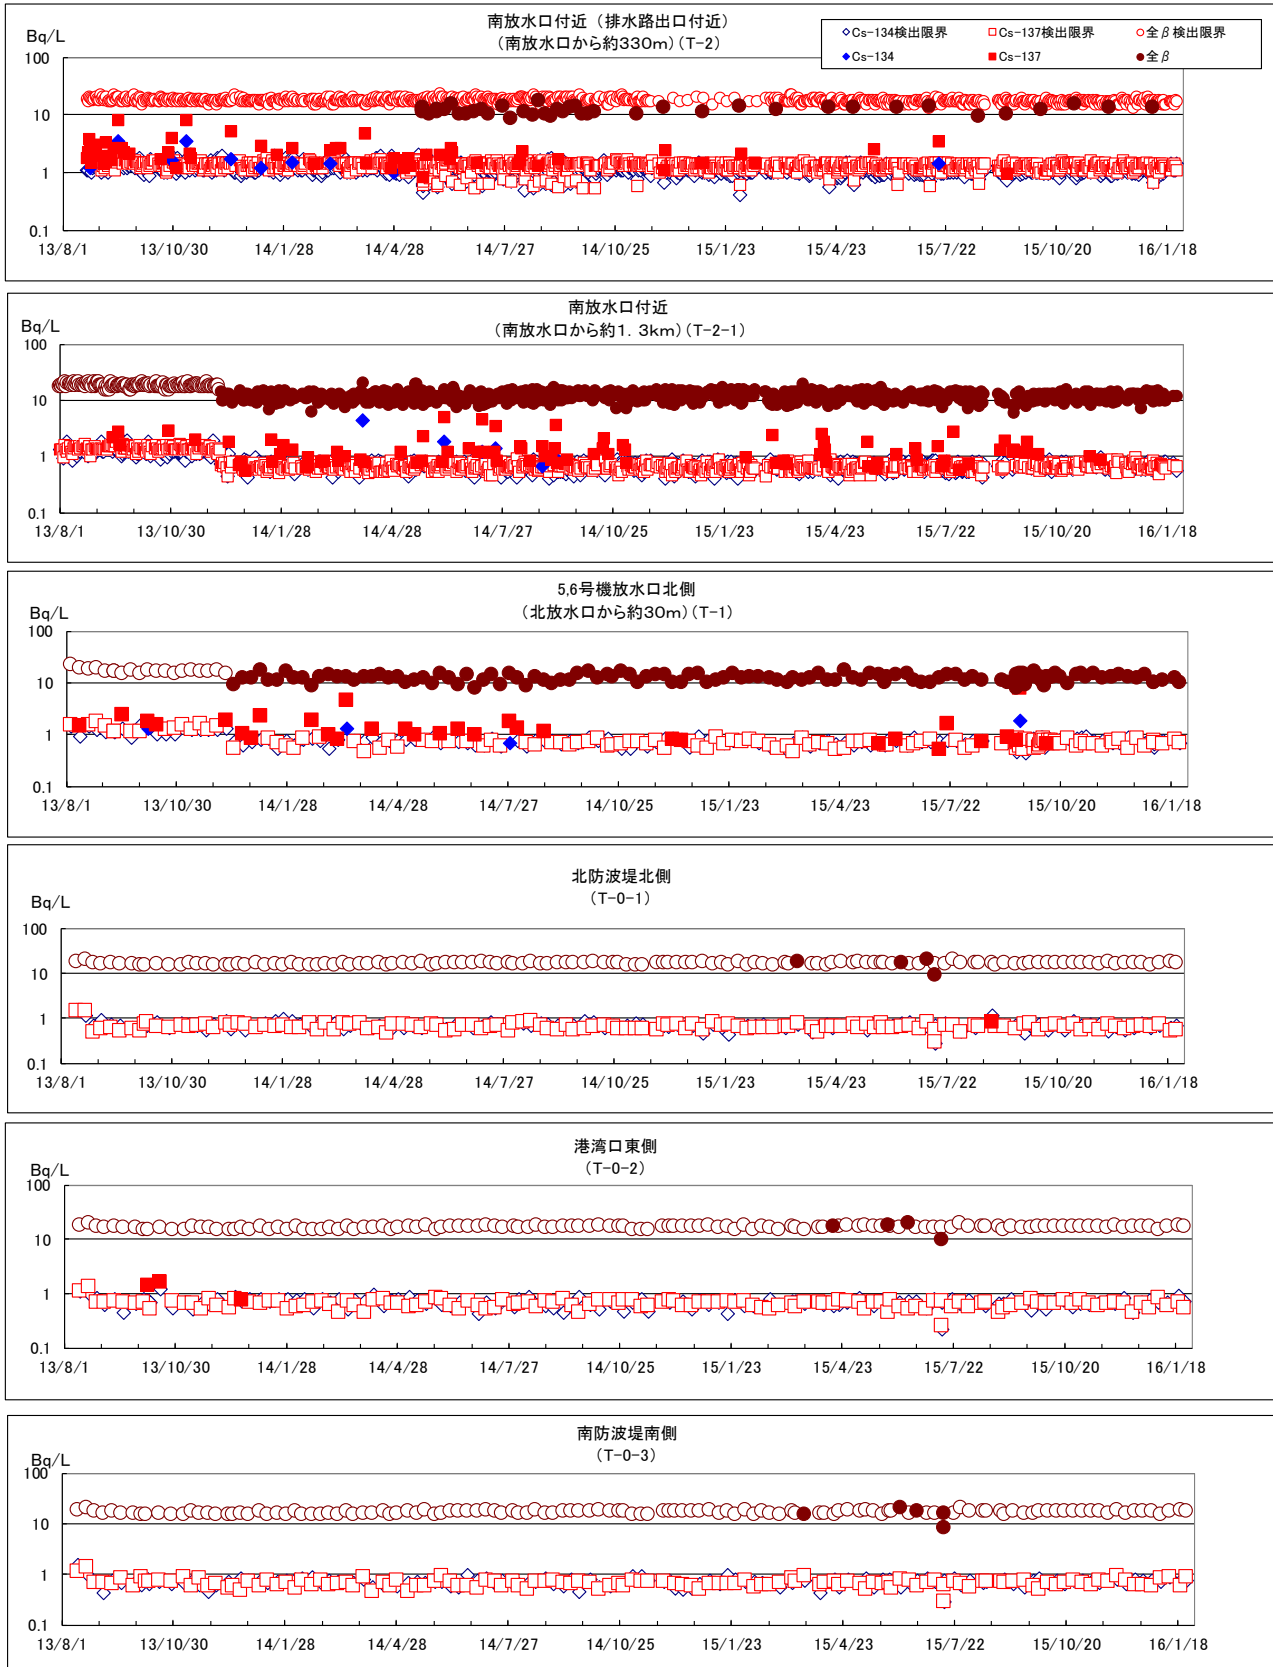 南放水口付近（排水路出口付近）
（南放水口から約330m）（T-2）
Bq/L
◇Cs-134検出限界 □Cs-137検出限界 ○全β検出限界
◆Cs-134 ■Cs-137 ●全β
100
10
1
0.1
13/8/1 13/10/30 14/1/28 14/4/28 14/7/27 14/10/25 15/1/23 15/4/23 15/7/22 15/10/20 16/1/18
南放水口付近
（南放水口から約1．3km）（T-2-1）
Bq/L
100
10
1
0.1
13/8/1 13/10/30 14/1/28 14/4/28 14/7/27 14/10/25 15/1/23 15/4/23 15/7/22 15/10/20 16/1/18
5,6号機放水口北側
（北放水口から約30m）（T-1）
Bq/L
100
10
1
0.1
13/8/1 13/10/30 14/1/28 14/4/28 14/7/27 14/10/25 15/1/23 15/4/23 15/7/22 15/10/20 16/1/18
北防波堤北側
（T-0-1）
Bq/L
100
10
1
0.1
13/8/1 13/10/30 14/1/28 14/4/28 14/7/27 14/10/25 15/1/23 15/4/23 15/7/22 15/10/20 16/1/18
港湾口東側
（T-0-2）
Bq/L
100
10
1
0.1
13/8/1 13/10/30 14/1/28 14/4/28 14/7/27 14/10/25 15/1/23 15/4/23 15/7/22 15/10/20 16/1/18
南防波堤南側
（T-0-3）
Bq/L
100
10
1
0.1
13/8/1 13/10/30 14/1/28 14/4/28 14/7/27 14/10/25 15/1/23 15/4/23 15/7/22 15/10/20 16/1/18